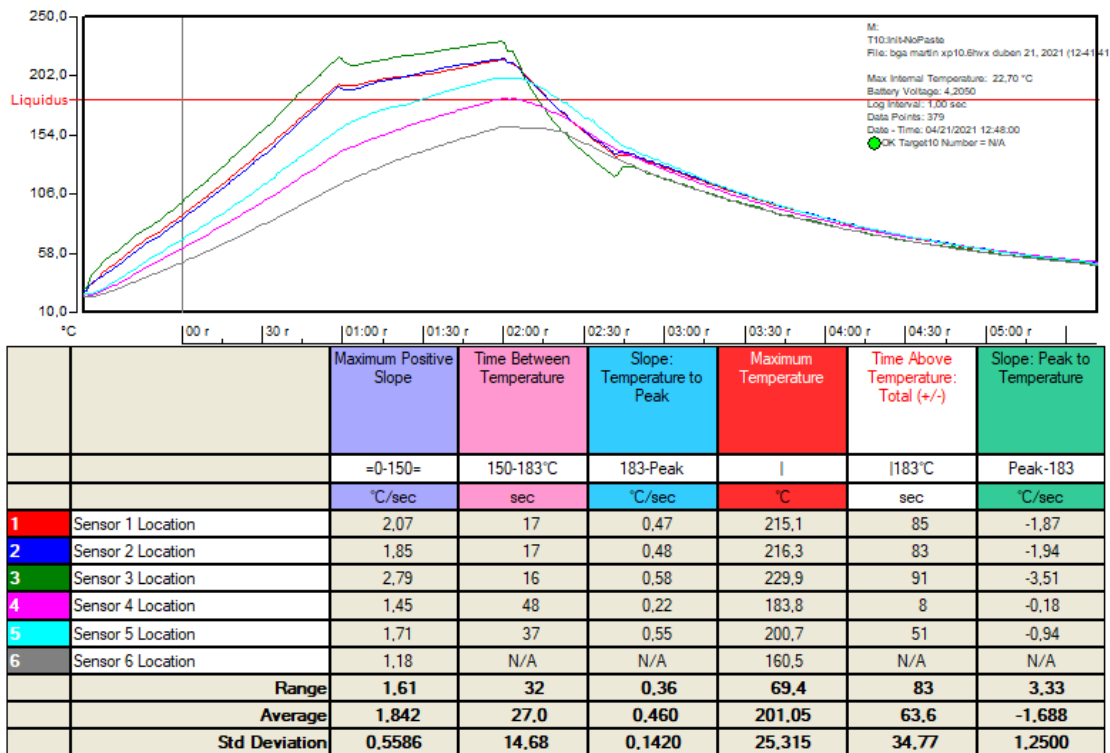 M:
T10:Init-NoPaste
File: bga martin xp10.6hvx duben 21, 2021 (12-41-41
Max Internal Temperature: 22,70 °C
Battery Voltage: 4,2050
Log Interval: 1,00 sec
Data Points: 379
Date - Time: 04/21/2021 12:48:00
OK Target10 Number = N/A
250,0
202,0
Liquidus
154,0
106,0
58,0
10,0
°C 00 r 30 r 01:00 r 01:30 r 02:00 r 02:30 r 03:00 r 03:30 r 04:00 r 04:30 r 05:00 r
Maximum Positive Slope Time Between Temperature Slope: Temperature to Peak Maximum Temperature Time Above Temperature: Total (+/-) Slope: Peak to Temperature
=0-150= 150-183°C 183-Peak | |183°C Peak-183
°C/sec sec °C/sec °C sec °C/sec
1 Sensor 1 Location 2,07 17 0,47 215,1 85 -1,87
2 Sensor 2 Location 1,85 17 0,48 216,3 83 -1,94
3 Sensor 3 Location 2,79 16 0,58 229,9 91 -3,51
4 Sensor 4 Location 1,45 48 0,22 183,8 8 -0,18
5 Sensor 5 Location 1,71 37 0,55 200,7 51 -0,94
6 Sensor 6 Location 1,18 N/A N/A 160,5 N/A N/A
Range 1,61 32 0,36 69,4 83 3,33
Average 1,842 27,0 0,460 201,05 63,6 -1,688
Std Deviation 0,5586 14,68 0,1420 25,315 34,77 1,2500